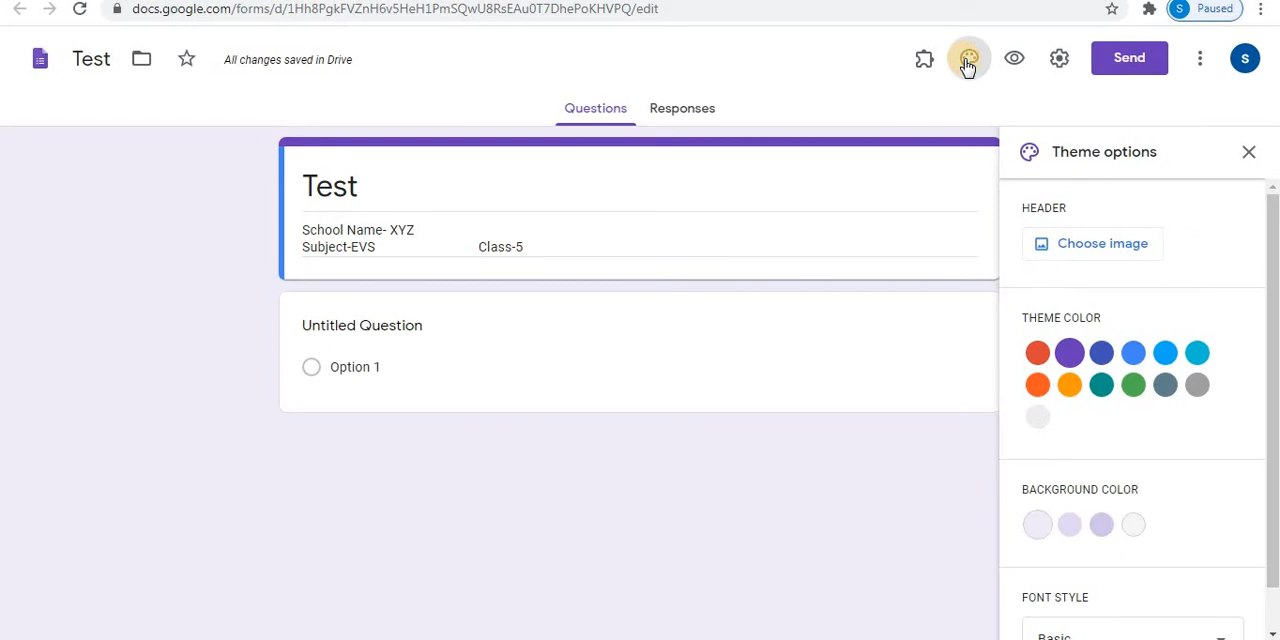 docs.google.com/forms/d/1Hh8PgkFVZnH6v5HeH1PmSQwU8RsEAu0T7DhePoKHVPQ/edit
S Paused
Test
All changes saved in Drive
Send
S
Questions Responses
Theme options
Test
School Name- XYZ
Subject-EVS Class-5
Untitled Question
Option 1
HEADER
Choose image
THEME COLOR
BACKGROUND COLOR
FONT STYLE
Basic